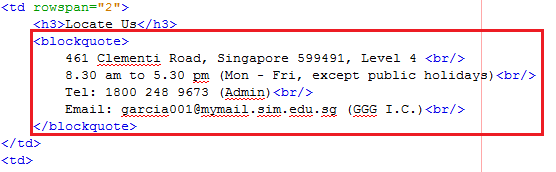 <td rowspan="2">
<h3>Locate Us</h3>
<blockquote>
461 Clementi Road, Singapore 599491, Level 4 <br/>
8.30 am to 5.30 pm (Mon - Fri, except public holidays)<br/>
Tel: 1800 248 9673 (Admin)<br/>
Email: garcia001@mymail.sim.edu.sg (GGG I.C.)<br/>
</blockquote>
</td>
<td>